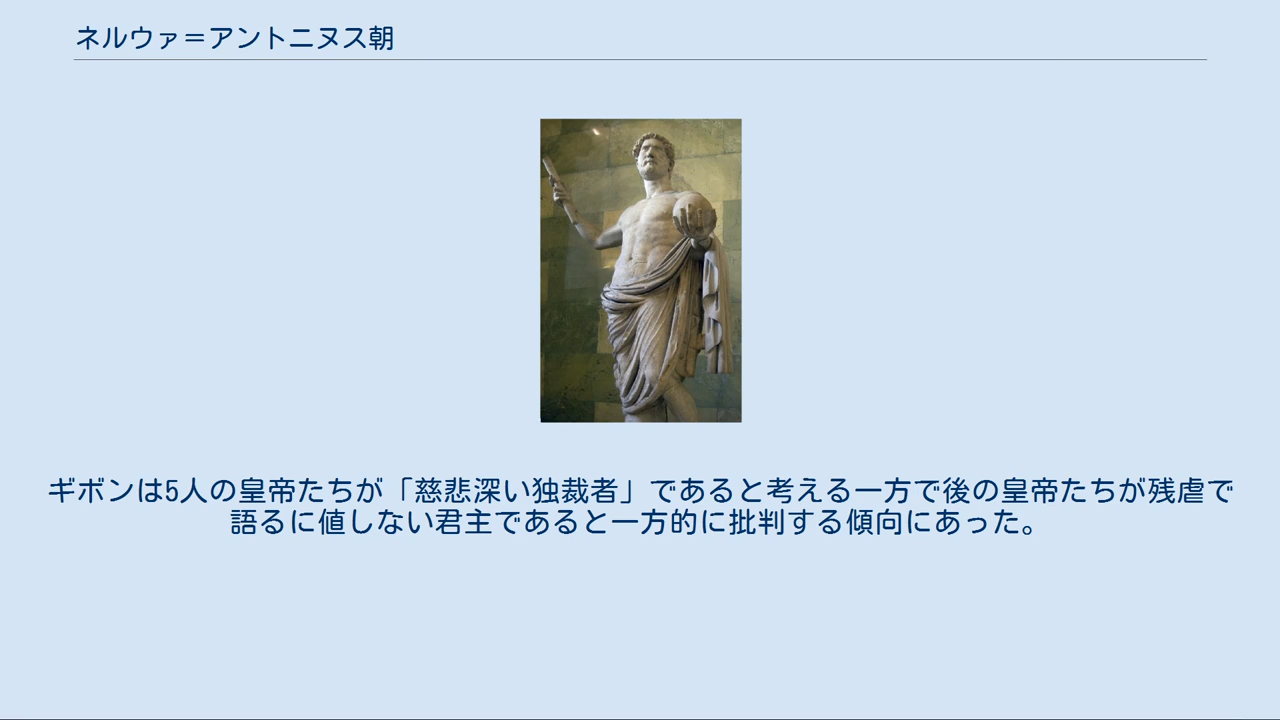 ネルウァ＝アントニヌス朝
ギボンは5人の皇帝たちが「慈悲深い独裁者」であると考える一方で後の皇帝たちが残虐で
語るに値しない君主であると一方的に批判する傾向にあった。